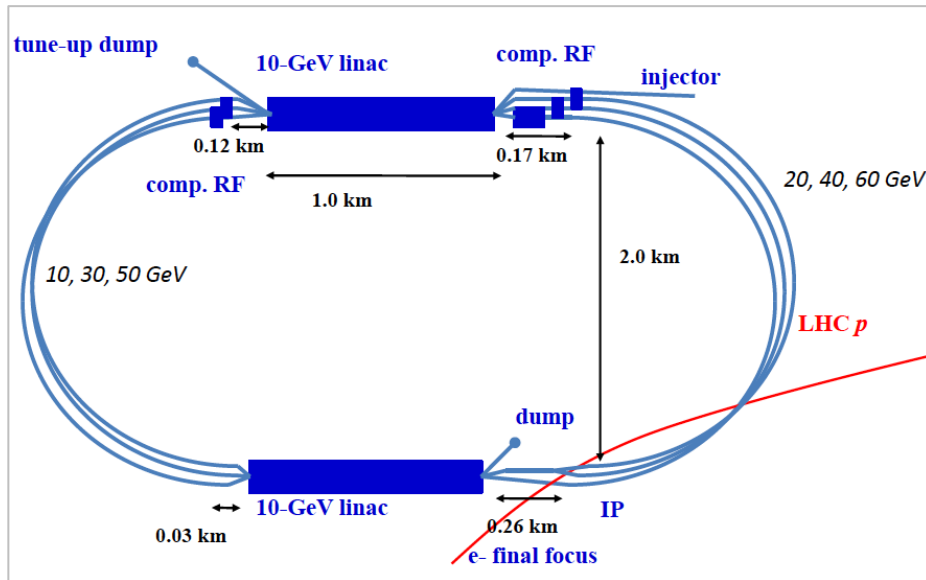 tune-up dump
10-GeV linac
comp. RF
injector
0.12 km
0.17 km
comp. RF
1.0 km
20, 40, 60 GeV
2.0 km
10, 30, 50 GeV
LHC p
dump
10-GeV linac
IP
0.03 km
0.26 km
e- final focus